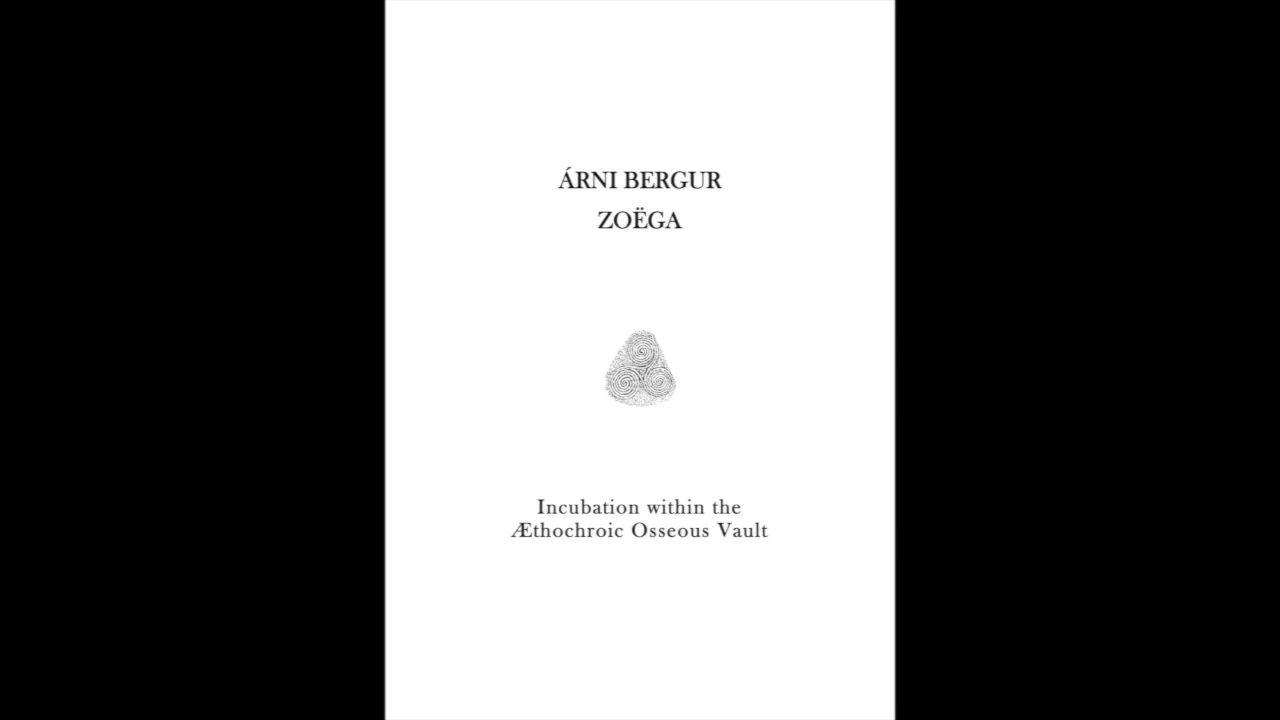 ÁRNI BERGUR
ZOËGA
Incubation within the
Æthochroic Osseous Vault